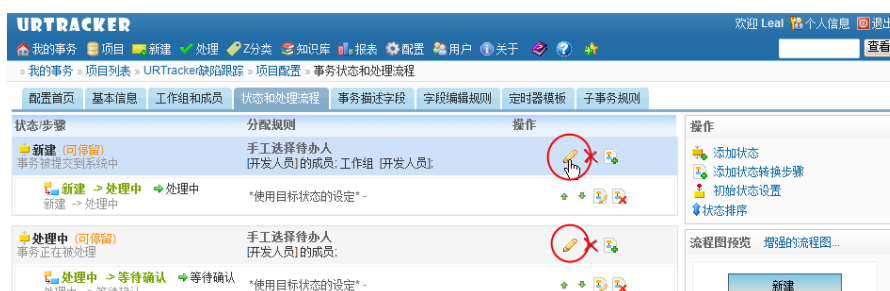 URTRACKER
欢迎 Leal 个人信息 退出
我的事务 项目 新建 处理 Z分类 知识库 报表 配置 用户 关于
查看
» 我的事务 » 项目列表 » URTracker缺陷跟踪 » 项目配置 » 事务状态和处理流程
配置首页 基本信息 工作组和成员 状态和处理流程 事务描述字段 字段编辑规则 定时器模板 子事务规则
状态/步骤 分配规则 操作
新建 (可停留) 手工选择待办人
事务被提交到系统中 [开发人员]的成员; 工作组 [开发人员];
新建 -> 处理中 处理中
新建 -> 处理中 *使用目标状态的设定* -
处理中 (可停留) 手工选择待办人
事务正在被处理 [开发人员]的成员;
处理中 -> 等待确认 等待确认
处理中 -> 等待确认 *使用目标状态的设定* -
操作
添加状态
添加状态转换步骤
初始状态设置
状态排序
流程图预览 增强的流程图...
新建